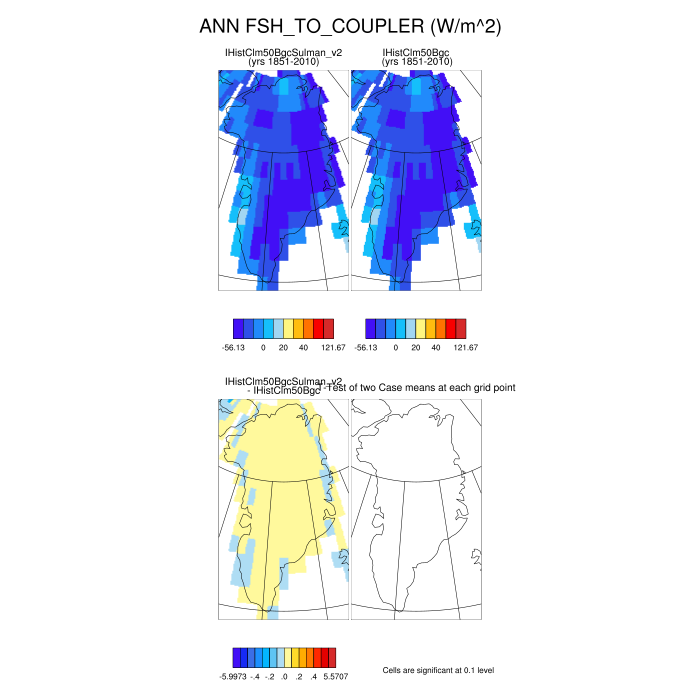 ANN FSH_TO_COUPLER (W/m^2)
IHistClm50BgcSulman_v2
(yrs 1851-2010)
IHistClm50Bgc
(yrs 1851-2010)
-56.13 0 20 40 121.67
-56.13 0 20 40 121.67
IHistClm50BgcSulman_v2
- IHistClm50Bgc
T-Test of two Case means at each grid point
-5.9973 -.4 -.2 .0 .2 .4 5.5707
Cells are significant at 0.1 level